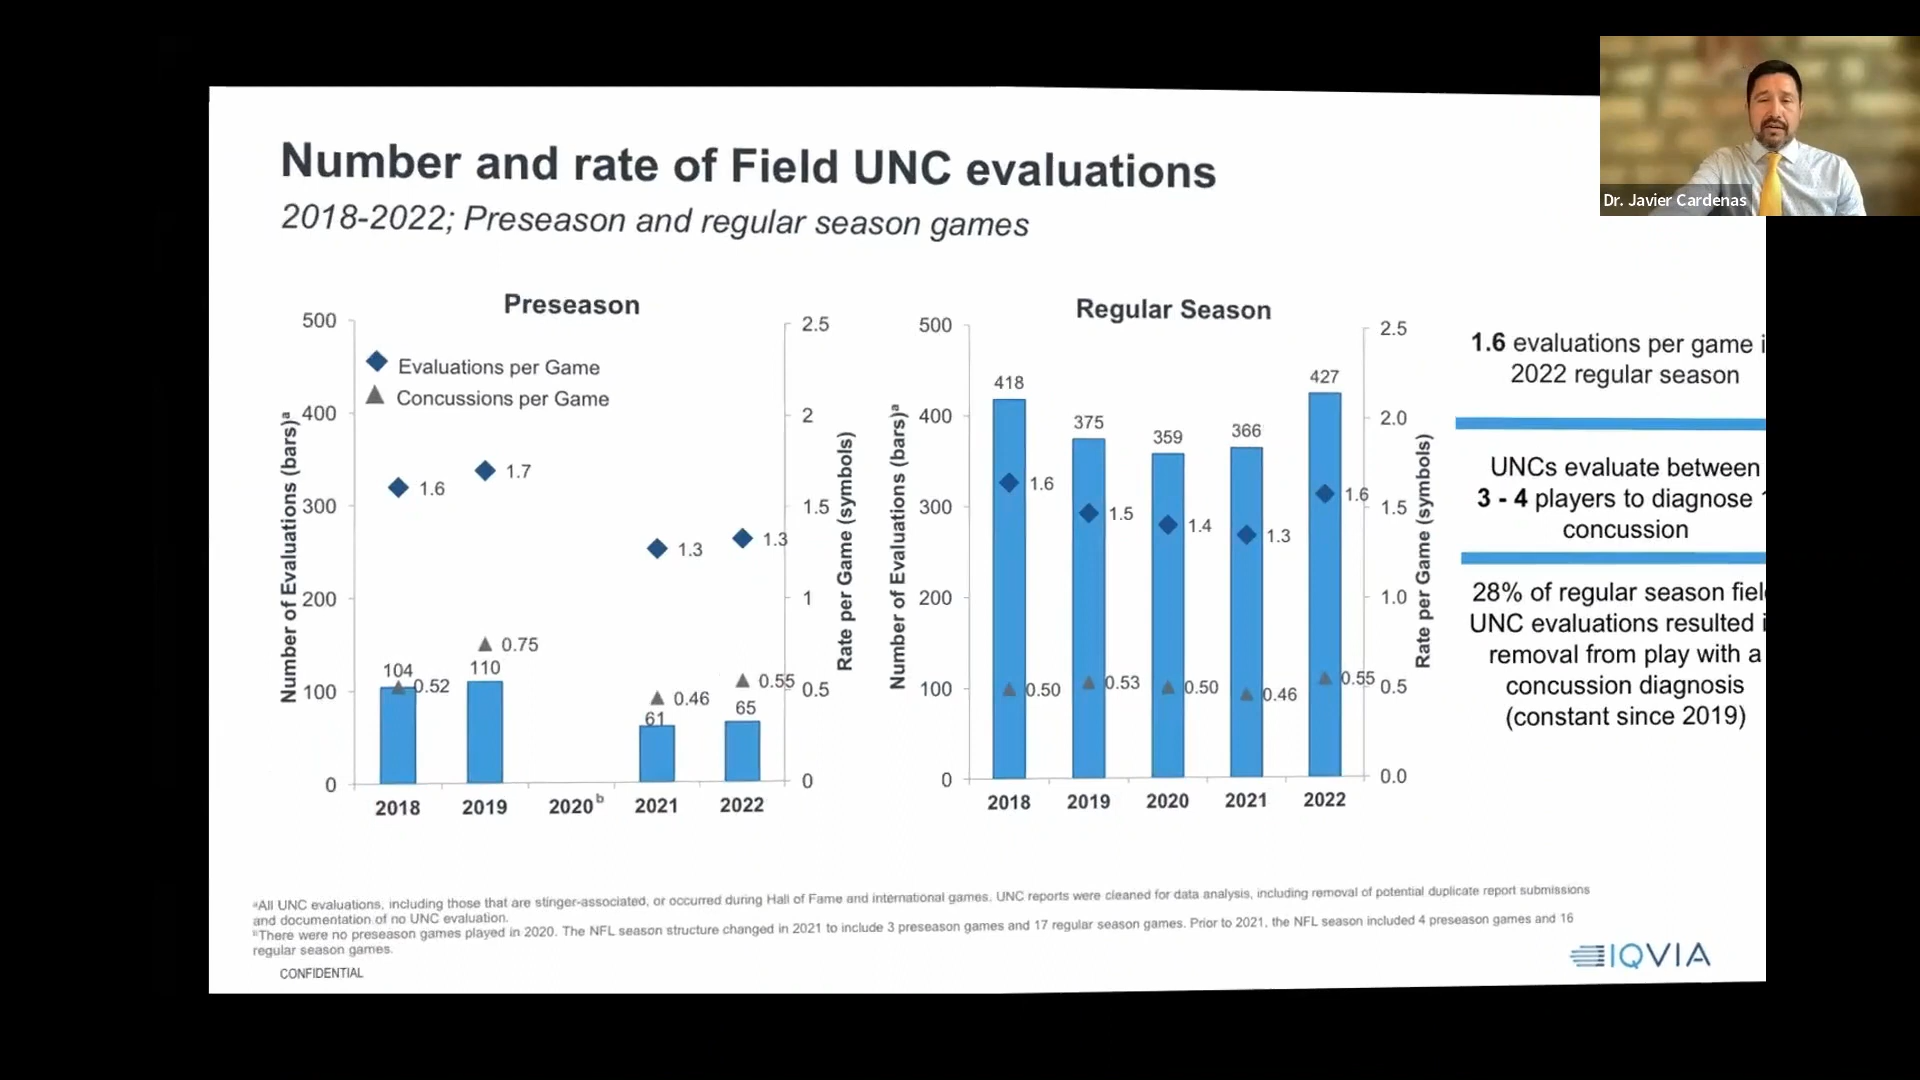 Dr. Javier Cardenas
Number and rate of Field UNC evaluations
2018-2022; Preseason and regular season games
Preseason
Number of Evaluations (bars)ᵃ
500
400
300
200
100
0
Evaluations per Game
Concussions per Game
1.6
1.7
1.3
1.3
0.52
0.75
0.46
0.55
104
110
61
65
2018 2019 2020ᵇ 2021 2022
2.5
2
1.5
1
0.5
0
Rate per Game (symbols)
Regular Season
Number of Evaluations (bars)ᵃ
500
400
300
200
100
0
418
375
359
366
427
1.6
1.5
1.4
1.3
1.6
0.50
0.53
0.50
0.46
0.55
2018 2019 2020 2021 2022
2.5
2.0
1.5
1.0
0.5
0.0
Rate per Game (symbols)
1.6 evaluations per game
2022 regular season
UNCs evaluate between
3 - 4 players to diagnose
concussion
28% of regular season
UNC evaluations resulted
removal from play with a
concussion diagnosis
(constant since 2019)
ᵃAll UNC evaluations, including those that are stinger-associated, or occurred during Hall of Fame and international games. UNC reports were cleaned for data analysis, including removal of potential duplicate report submissions
and documentation of no UNC evaluation.
ᵇThere were no preseason games played in 2020. The NFL season structure changed in 2021 to include 3 preseason games and 17 regular season games. Prior to 2021, the NFL season included 4 preseason games and 16
regular season games.
CONFIDENTIAL
IQVIA